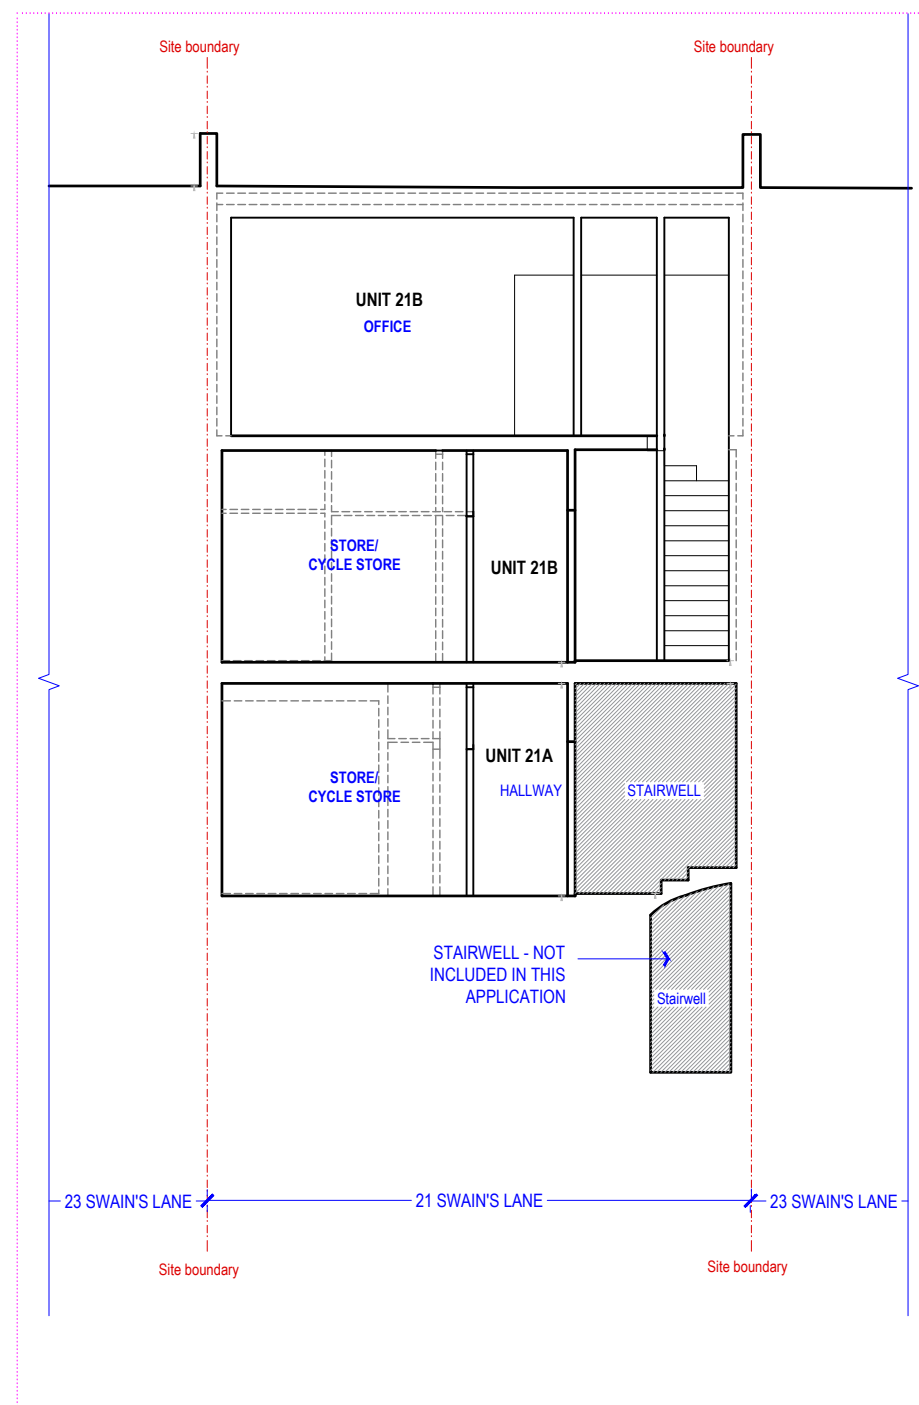 Site boundary
Site boundary
UNIT 21B
OFFICE
STORE/
CYCLE STORE
UNIT 21B
UNIT 21A
STORE/
CYCLE STORE
HALLWAY
STAIRWELL
STAIRWELL - NOT
INCLUDED IN THIS
APPLICATION
Stairwell
23 SWAIN'S LANE
21 SWAIN'S LANE
23 SWAIN'S LANE
Site boundary
Site boundary